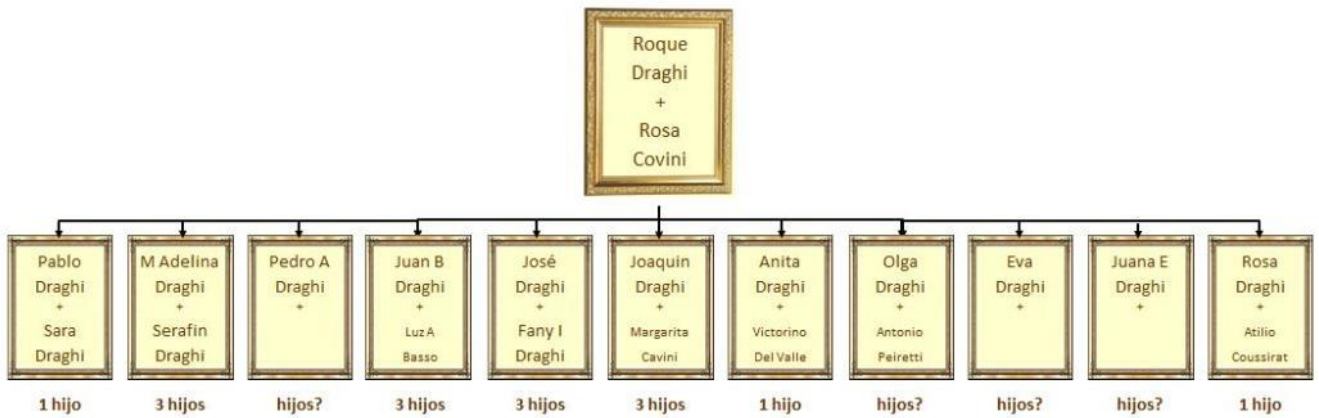 Roque
Draghi
+
Rosa
Covini
Pablo
Draghi
+
Sara
Draghi
M Adelina
Draghi
+
Serafin
Draghi
Pedro A
Draghi
+
Juan B
Draghi
+
Luz A
Basso
José
Draghi
+
Fany I
Draghi
Joaquin
Draghi
+
Margarita
Cavini
Anita
Draghi
+
Victorino
Del Valle
Olga
Draghi
+
Antonio
Peiretti
Eva
Draghi
+
Juana E
Draghi
+
Rosa
Draghi
+
Atilio
Coussirat
1 hijo
3 hijos
hijos?
3 hijos
3 hijos
3 hijos
1 hijo
hijos?
hijos?
hijos?
1 hijo